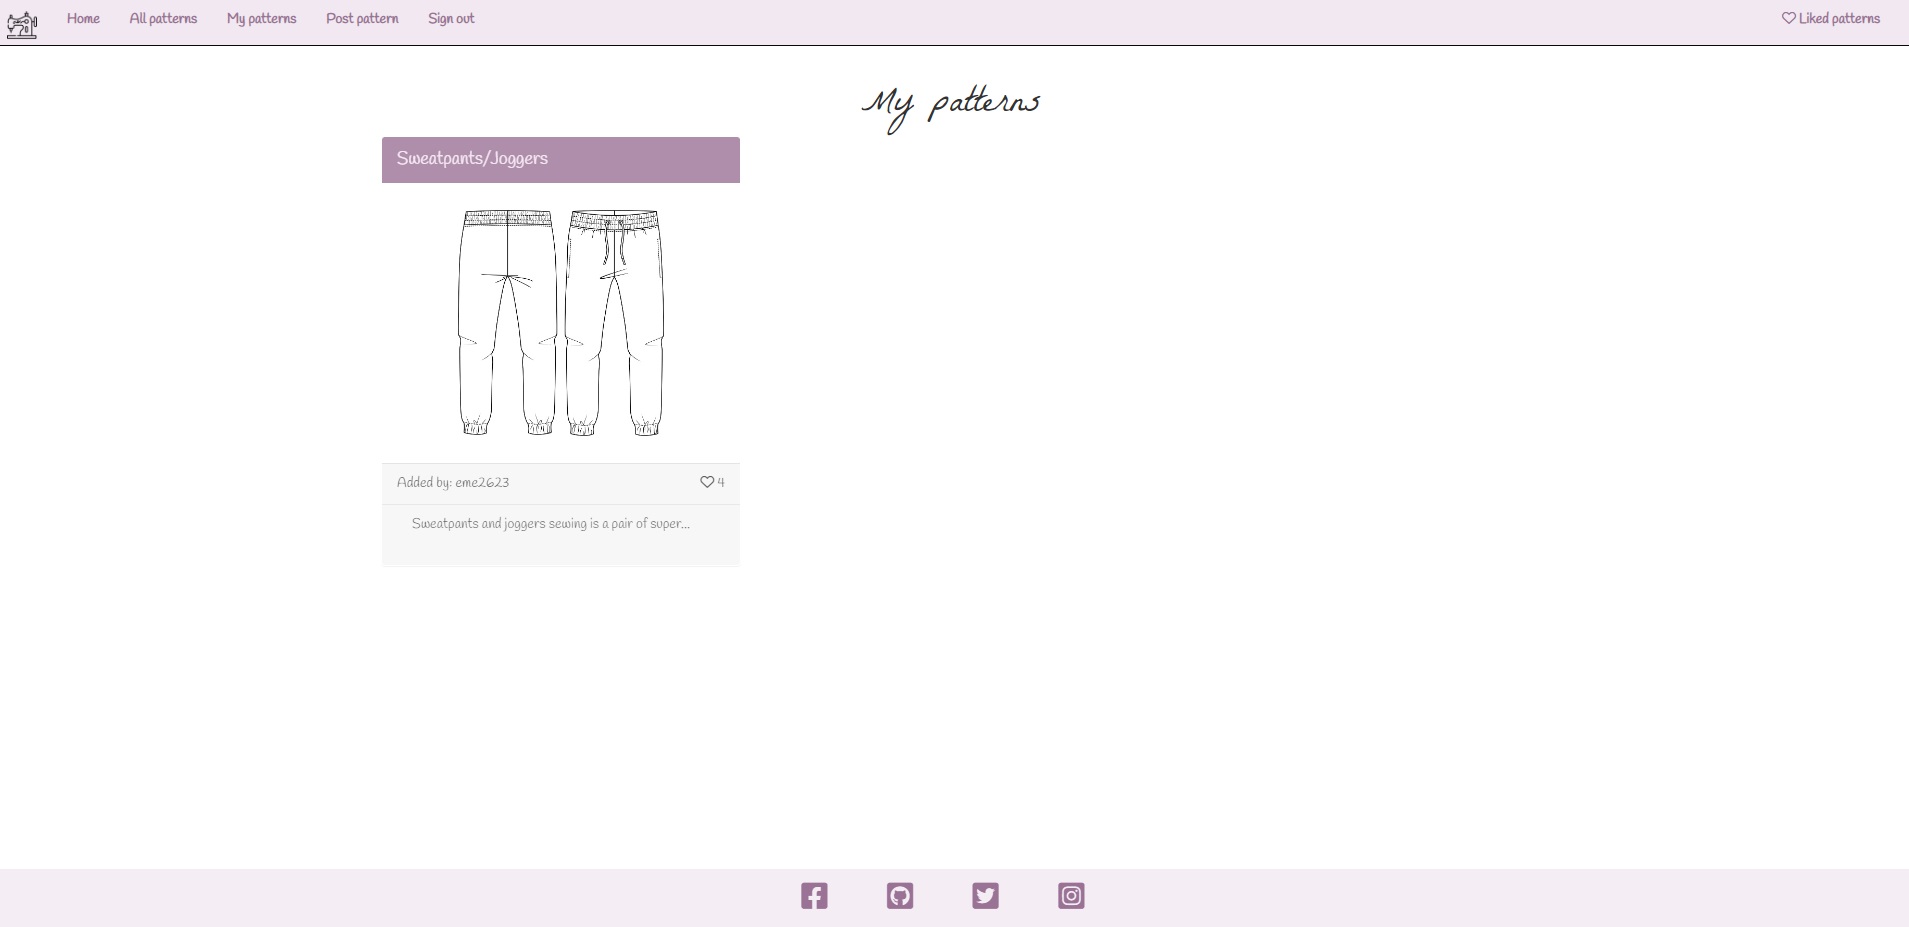 Home All patterns My patterns Post pattern Sign out Liked patterns
My patterns
Sweatpants/Joggers
Added by: eme2623 4
Sweatpants and joggers sewing is a pair of super...